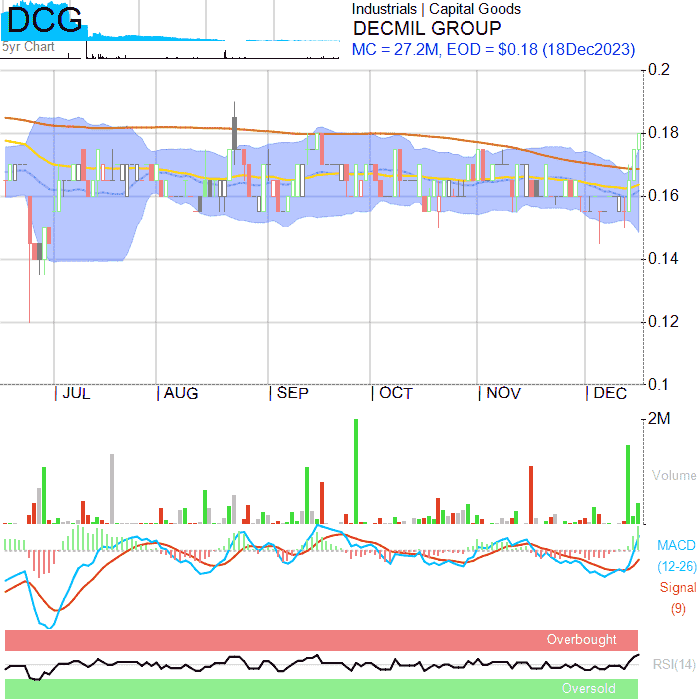 DCG
5yr Chart
Industrials | Capital Goods
DECMIL GROUP
MC = 27.2M, EOD = $0.18 (18Dec2023)
0.2
0.18
0.16
0.14
0.12
0.1
JUL AUG SEP OCT NOV DEC
2M
Volume
MACD
(12-26)
Signal
(9)
Overbought
RSI(14)
Oversold